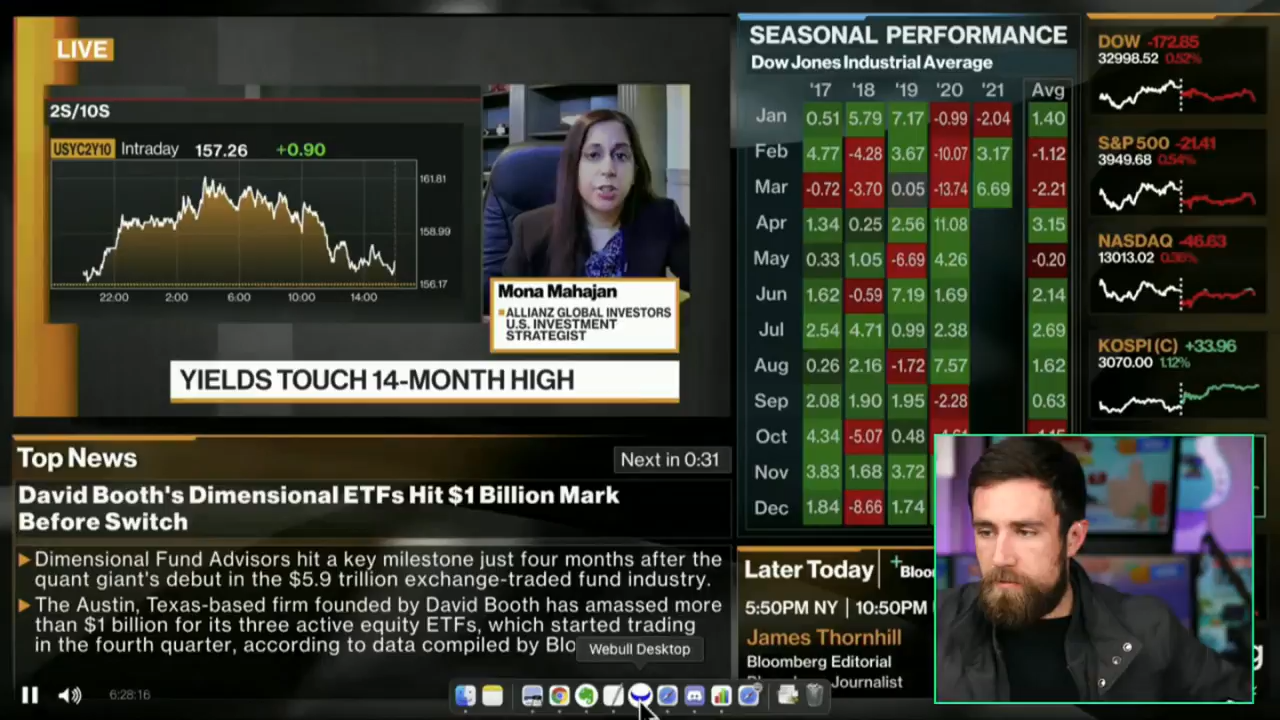 LIVE
2S/10S
USYC2Y10 Intraday 157.26 +0.90
161.81
158.99
156.17
22:00 2:00 6:00 10:00 14:00
Mona Mahajan
ALLIANZ GLOBAL INVESTORS
U.S. INVESTMENT
STRATEGIST
YIELDS TOUCH 14-MONTH HIGH
SEASONAL PERFORMANCE
Dow Jones Industrial Average
'17 '18 '19 '20 '21 Avg
Jan 0.51 5.79 7.17 -0.99 -2.04 1.40
Feb 4.77 -4.28 3.67 -10.07 3.17 -1.12
Mar -0.72 -3.70 0.05 -13.74 6.69 -2.21
Apr 1.34 0.25 2.56 11.08 3.15
May 0.33 1.05 -6.69 4.26 -0.20
Jun 1.62 -0.59 7.19 1.69 2.14
Jul 2.54 4.71 0.99 2.38 2.69
Aug 0.26 2.16 -1.72 7.57 1.62
Sep 2.08 1.90 1.95 -2.28 0.63
Oct 4.34 -5.07 0.48
Nov 3.83 1.68 3.72
Dec 1.84 -8.66 1.74
DOW -172.85
32998.52 0.52%
S&P 500 -21.41
3949.68 0.54%
NASDAQ -46.63
13013.02 0.36%
KOSPI (C) +33.96
3070.00 1.12%
Top News
Next in 0:31
David Booth's Dimensional ETFs Hit $1 Billion Mark
Before Switch
Dimensional Fund Advisors hit a key milestone just four months after the
quant giant's debut in the $5.9 trillion exchange-traded fund industry.
The Austin, Texas-based firm founded by David Booth has amassed more
than $1 billion for its three active equity ETFs, which started trading
in the fourth quarter, according to data compiled by Blo
Webull Desktop
Later Today Bloo
5:50PM NY | 10:50PM
James Thornhill
Bloomberg Editorial
Journalist
6:28:16